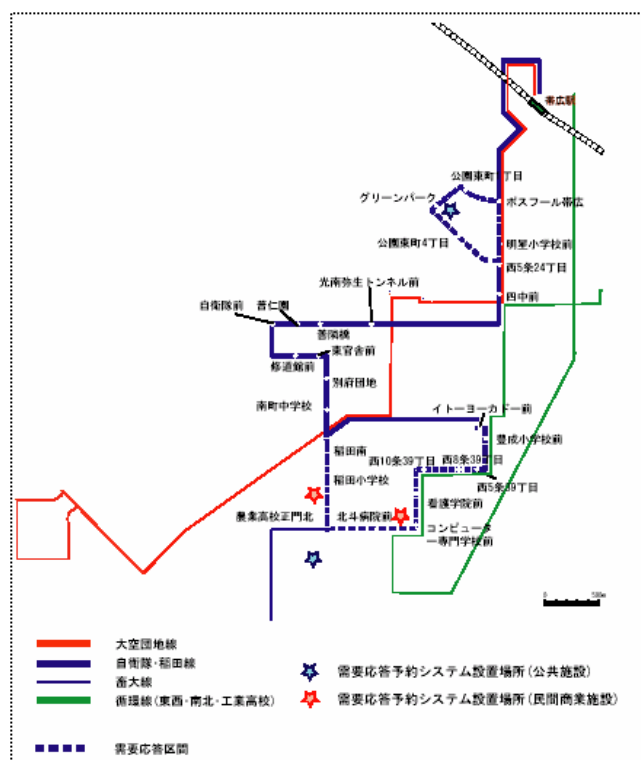 帯広駅
公園東町1丁目
グリーンパーク
ポスフール帯広
公園東町4丁目
明星小学校前
西5条24丁目
光南弥生トンネル前
四中前
自衛隊前
普仁園
善隣橋
東官舎前
修道館前
別府団地
南町中学校
イトーヨーカドー前
稲田南
豊成小学校前
西10条39丁目
西8条39丁目
稲田小学校
西5条39丁目
看護学院前
農業高校正門北
北斗病院前
コンピュータ
ー専門学校前
0
500m
大空団地線
自衛隊・稲田線
畜大線
循環線(東西・南北・工業高校)
需要応答区間
需要応答予約システム設置場所(公共施設)
需要応答予約システム設置場所(民間商業施設)